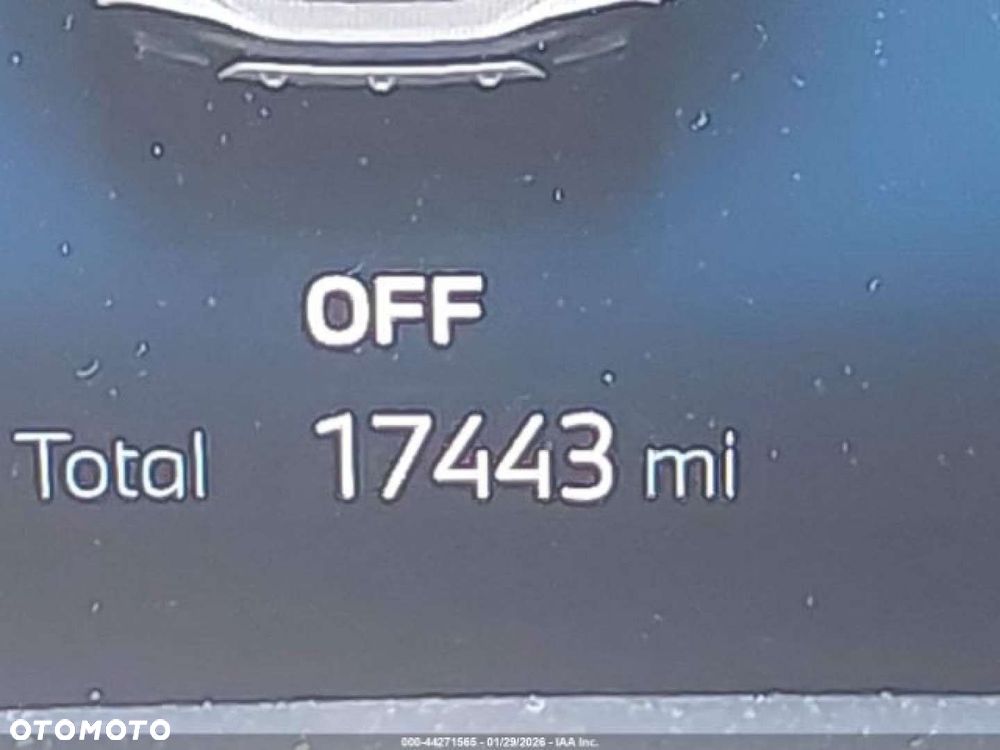 OFF
Total 17443 mi
OTOMOTO
000-44271565 - 01/29/2026 - IAA Inc.